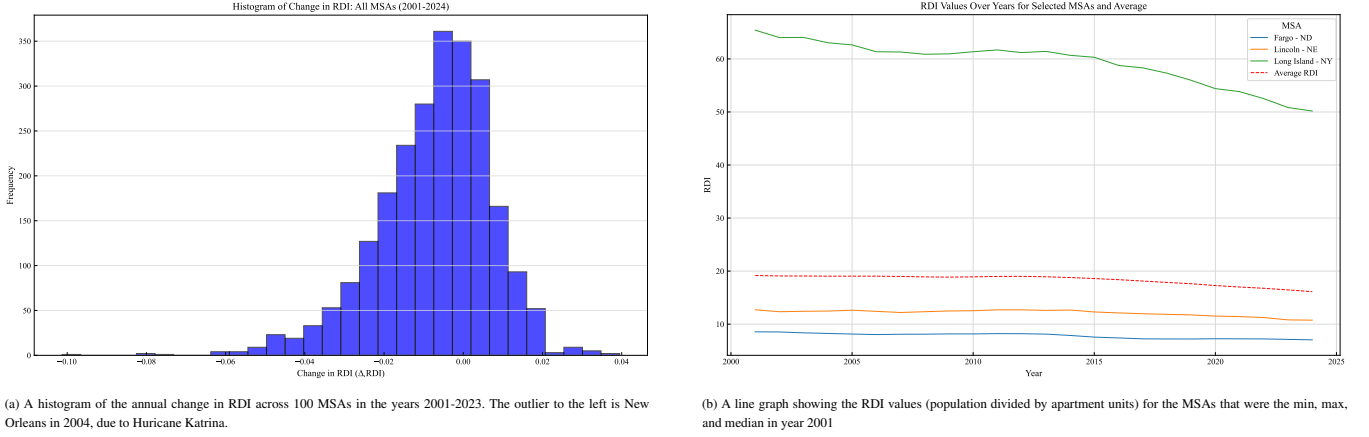 Histogram of Change in RDI: All MSAs (2001-2024)
350
300
250
200
150
100
50
0
Frequency
−0.10
−0.08
−0.06
−0.04
−0.02
0.00
0.02
0.04
Change in RDI (Δ,RDI)
(a) A histogram of the annual change in RDI across 100 MSAs in the years 2001-2023. The outlier to the left is New
Orleans in 2004, due to Huricane Katrina.
RDI Values Over Years for Selected MSAs and Average
MSA
Fargo - ND
Lincoln - NE
Long Island - NY
Average RDI
60
50
40
30
20
10
RDI
2000
2005
2010
2015
2020
2025
Year
(b) A line graph showing the RDI values (population divided by apartment units) for the MSAs that were the min, max,
and median in year 2001